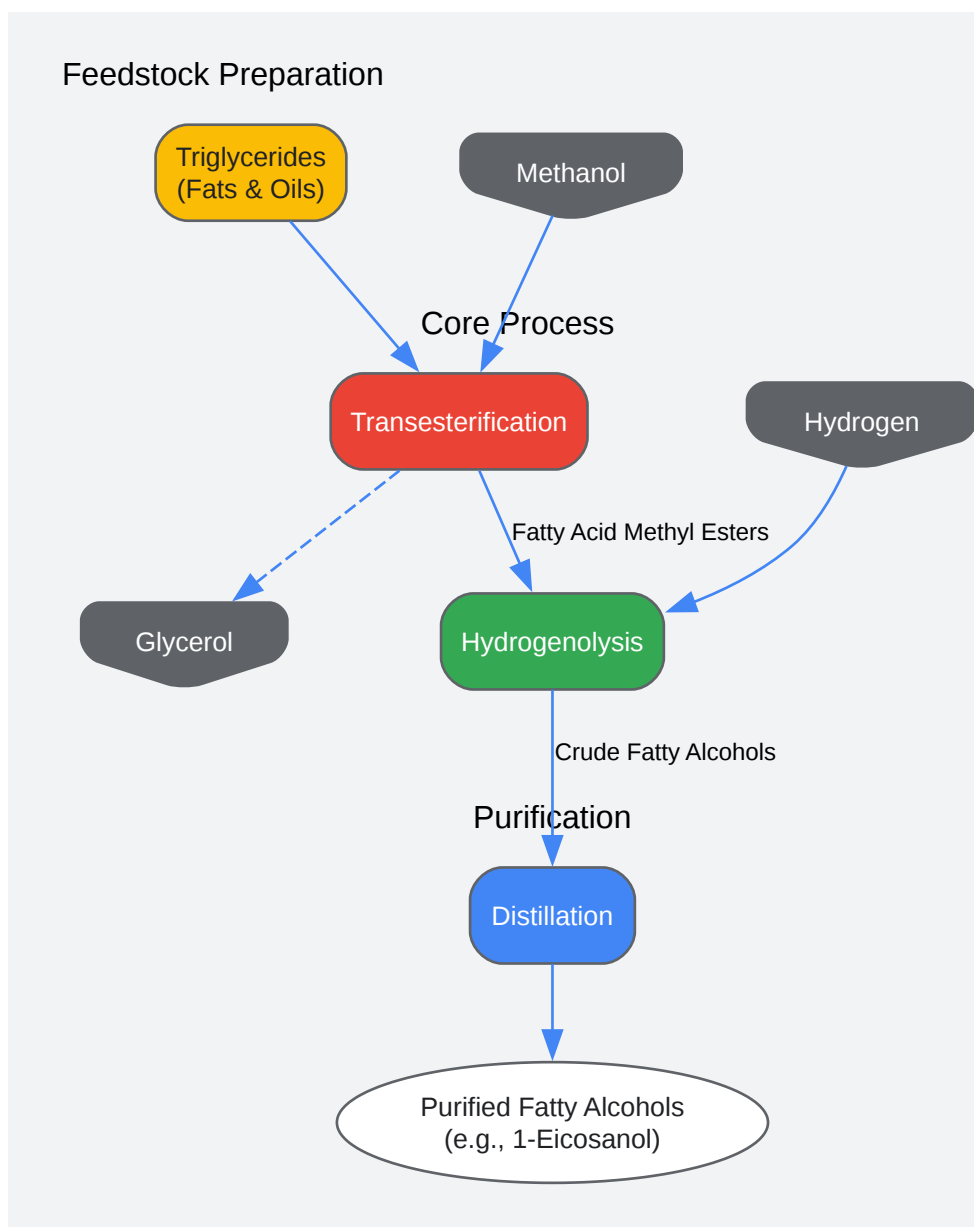 Feedstock Preparation
Triglycerides
(Fats & Oils)
Methanol
Core Process
Transesterification
Hydrogen
Fatty Acid Methyl Esters
Glycerol
Hydrogenolysis
Crude Fatty Alcohols
Purification
Distillation
Purified Fatty Alcohols
(e.g., 1-Eicosanol)